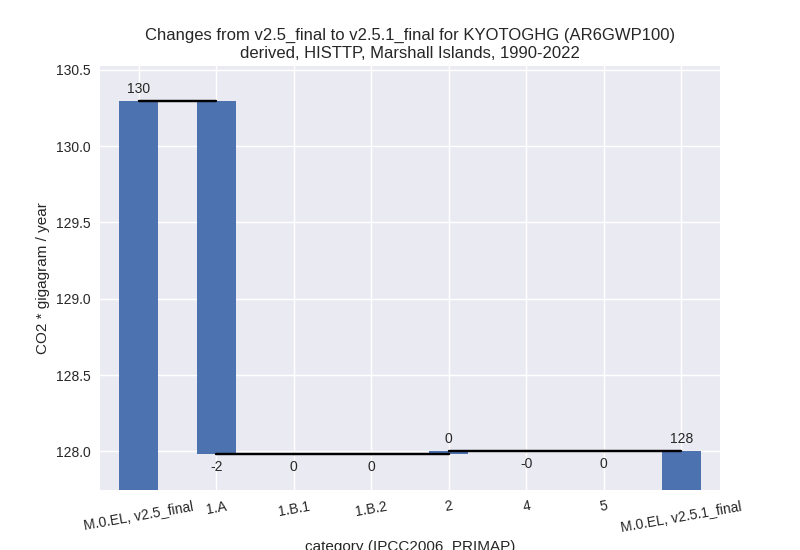 Changes from v2.5_final to v2.5.1_final for KYOTOGHG (AR6GWP100)
derived, HISTTP, Marshall Islands, 1990-2022
130.5
130.0
129.5
129.0
128.5
128.0
CO2 * gigagram / year
130
-2
0
0
0
-0
0
128
M.0.EL, v2.5_final
1.A
1.B.1
1.B.2
2
4
5
M.0.EL, v2.5.1_final
category (IPCC2006_PRIMAP)